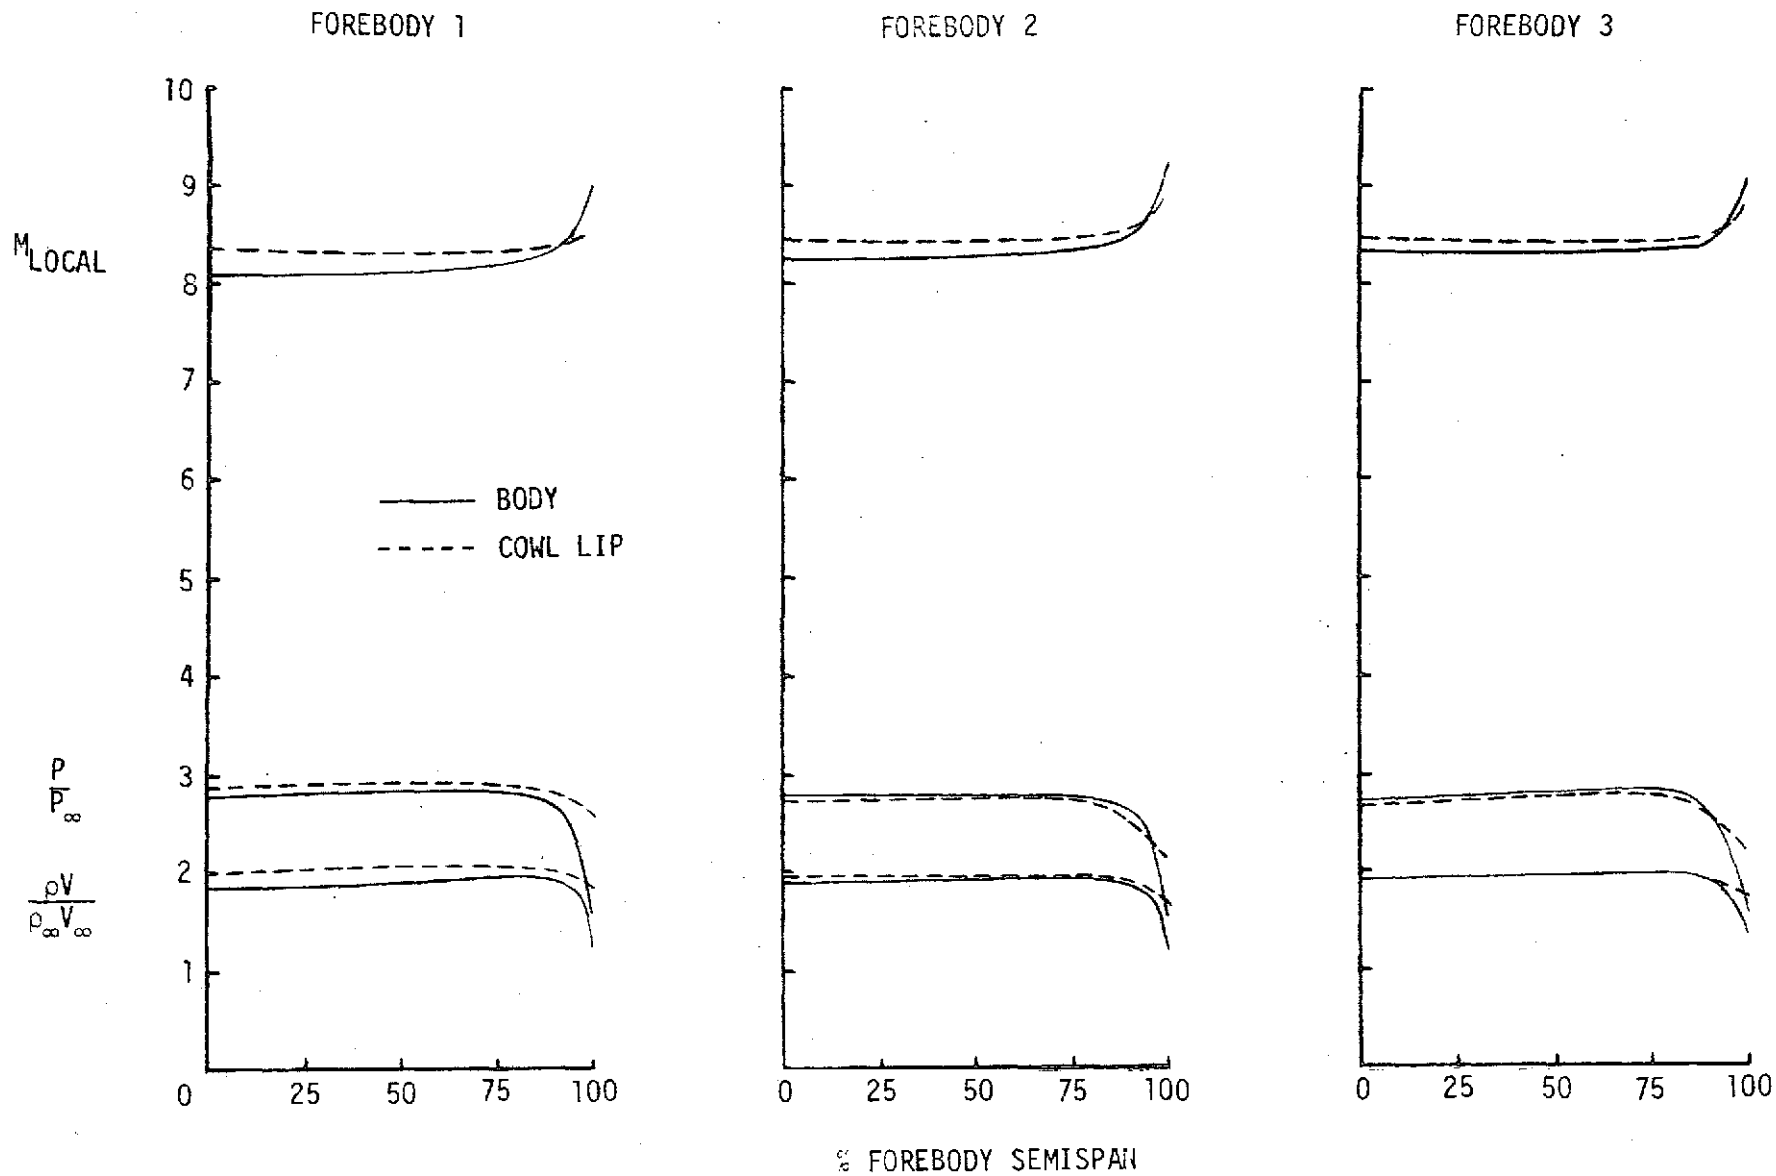 FOREBODY 1
FOREBODY 2
FOREBODY 3
10
9
8
7
6
5
4
3
2
1
M LOCAL
P
P∞
ρV
ρ∞V∞
BODY
COWL LIP
0 25 50 75 100
0 25 50 75 100
0 25 50 75 100
% FOREBODY SEMISPAN